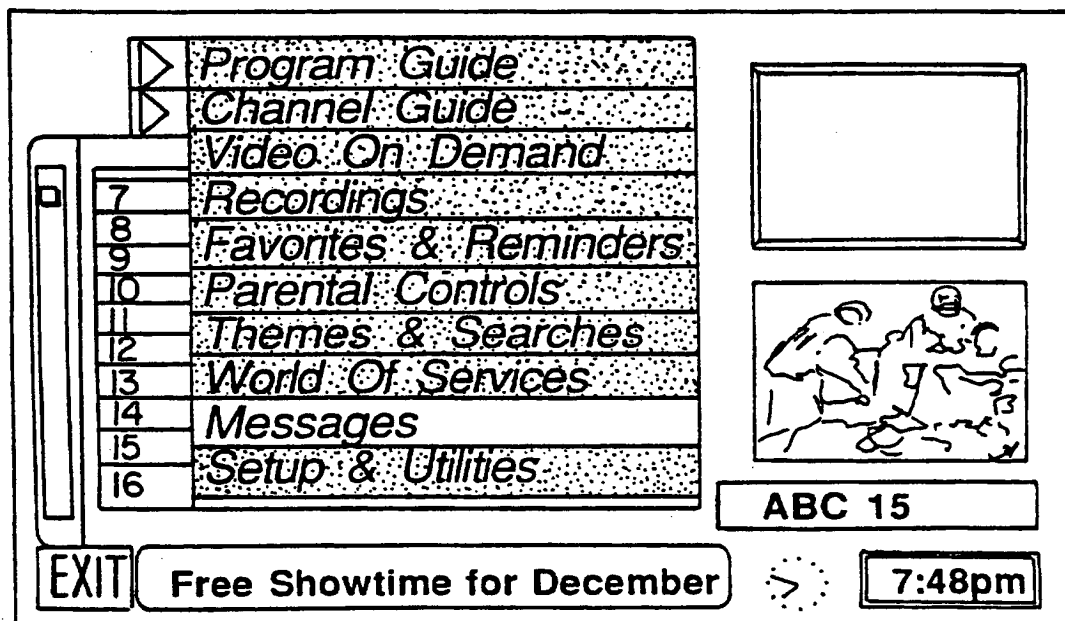 Program Guide
Channel Guide
Video On Demand
7
Recordings
8
Favorites & Reminders
9
10
Parental Controls
11
Themes & Searches
12
13
World Of Services
14
Messages
15
Setup & Utilities
16
ABC 15
EXIT
Free Showtime for December
7:48pm